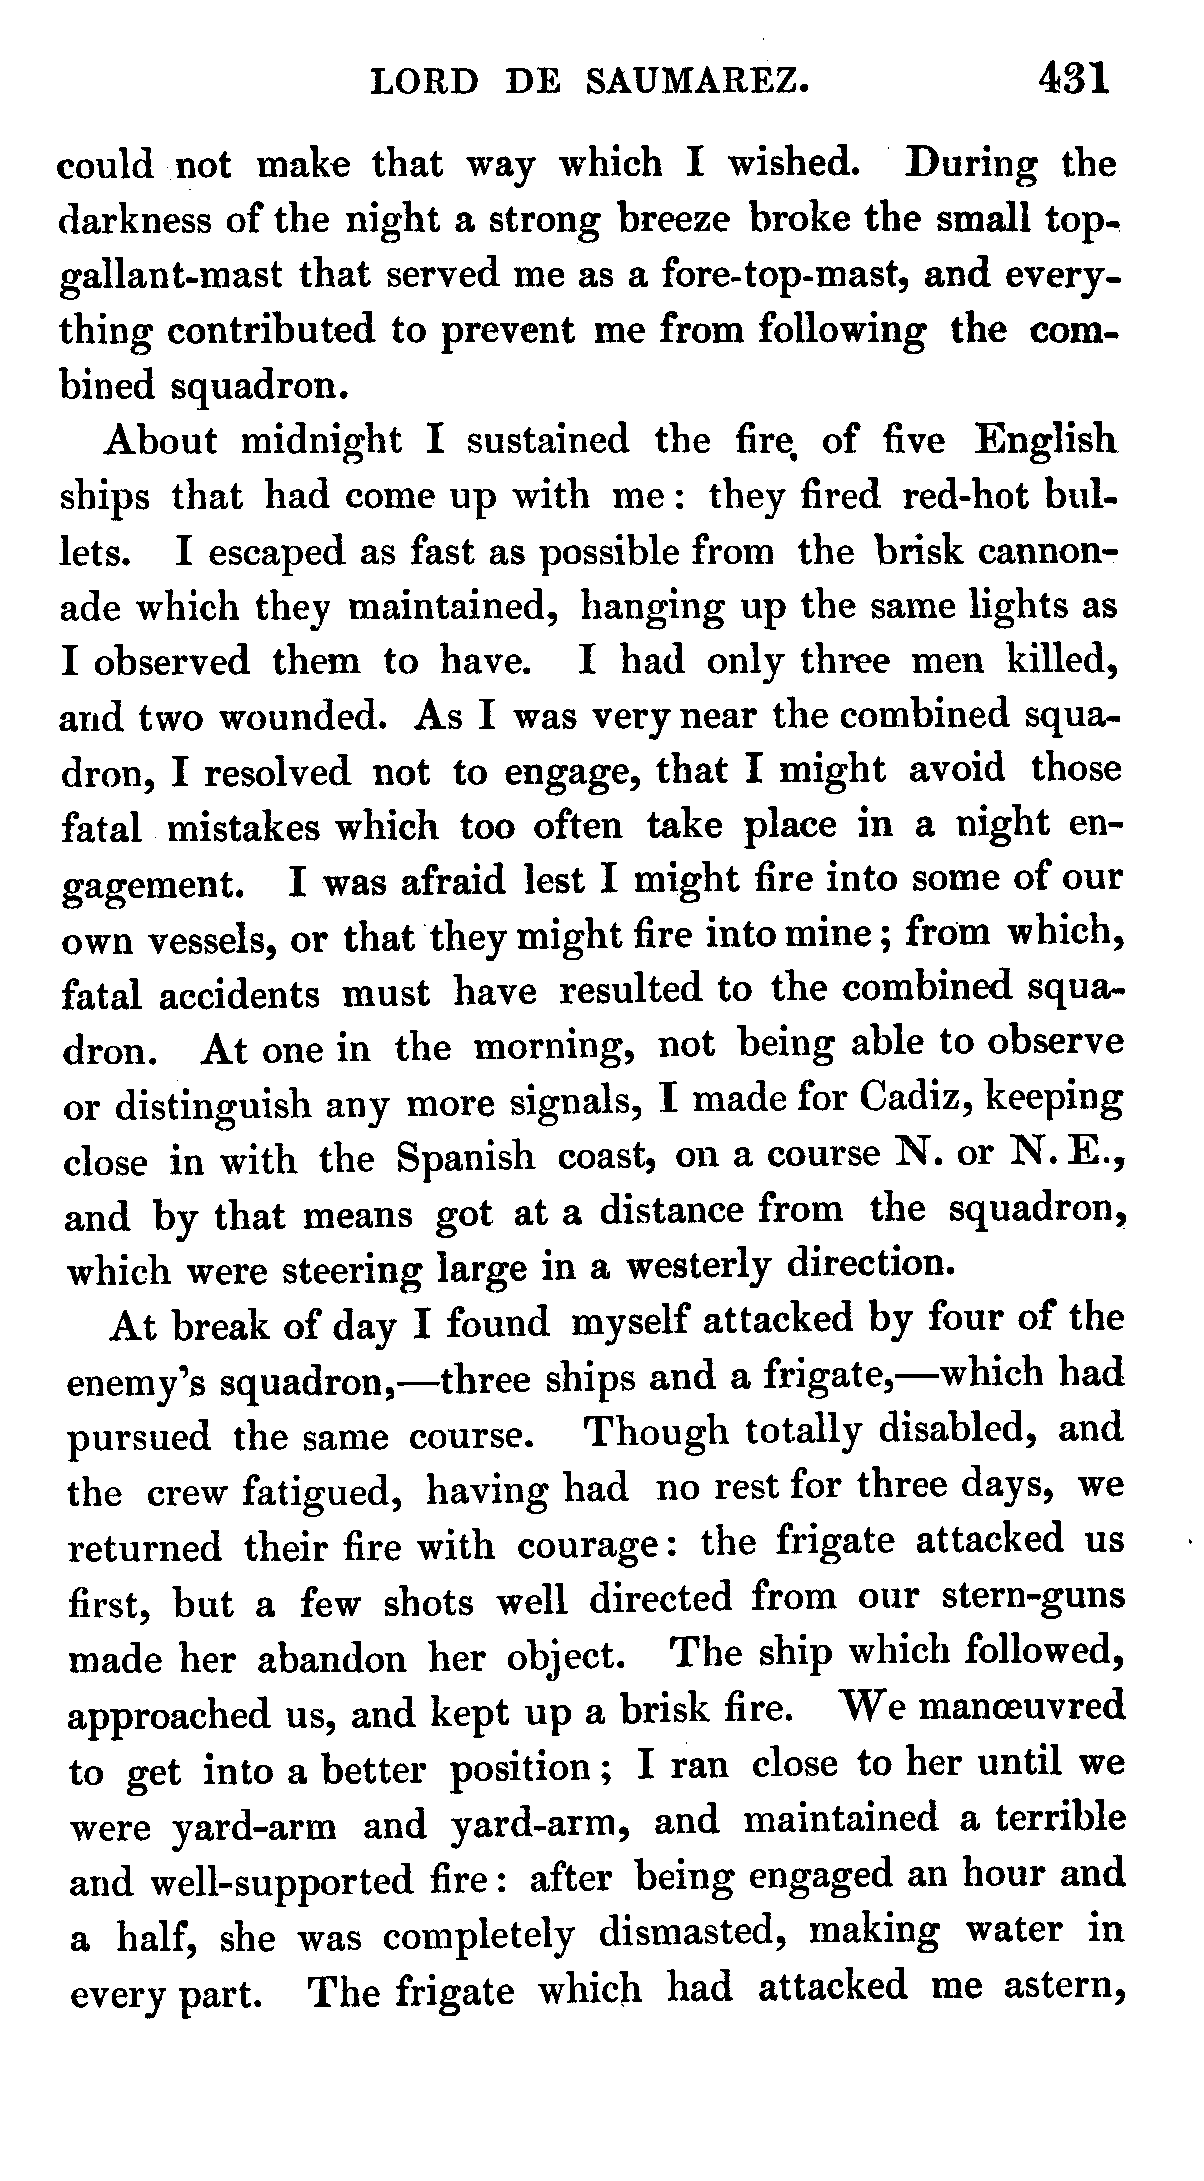 LORD DE SAUMAREZ. 431
could not make that way which I wished. During the
darkness of the night a strong breeze broke the small top-
gallant-mast that served me as a fore-top-mast, and every-
thing contributed to prevent me from following the com-
bined squadron.
About midnight I sustained the fire of five English
ships that had come up with me : they fired red-hot bul-
lets. I escaped as fast as possible from the brisk cannon-
ade which they maintained, hanging up the same lights as
I observed them to have. I had only three men killed,
and two wounded. As I was very near the combined squa-
dron, I resolved not to engage, that I might avoid those
fatal mistakes which too often take place in a night en-
gagement. I was afraid lest I might fire into some of our
own vessels, or that they might fire into mine ; from which,
fatal accidents must have resulted to the combined squa-
dron. At one in the morning, not being able to observe
or distinguish any more signals, I made for Cadiz, keeping
close in with the Spanish coast, on a course N. or N. E.,
and by that means got at a distance from the squadron,
which were steering large in a westerly direction.
At break of day I found myself attacked by four of the
enemy's squadron,—three ships and a frigate,—which had
pursued the same course. Though totally disabled, and
the crew fatigued, having had no rest for three days, we
returned their fire with courage : the frigate attacked us
first, but a few shots well directed from our stern-guns
made her abandon her object. The ship which followed,
approached us, and kept up a brisk fire. We manœuvred
to get into a better position ; I ran close to her until we
were yard-arm and yard-arm, and maintained a terrible
and well-supported fire : after being engaged an hour and
a half, she was completely dismasted, making water in
every part. The frigate which had attacked me astern,